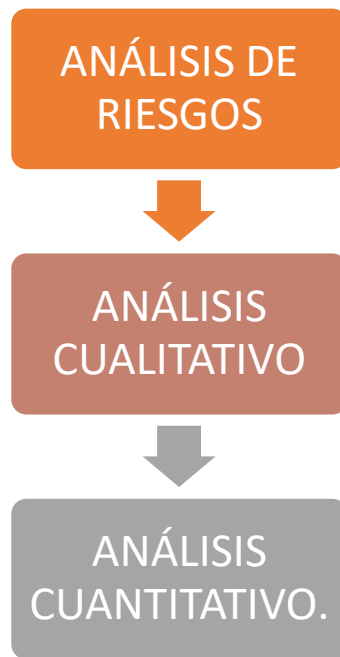 ANÁLISIS DE
RIESGOS
ANÁLISIS
CUALITATIVO
ANÁLISIS
CUANTITATIVO.